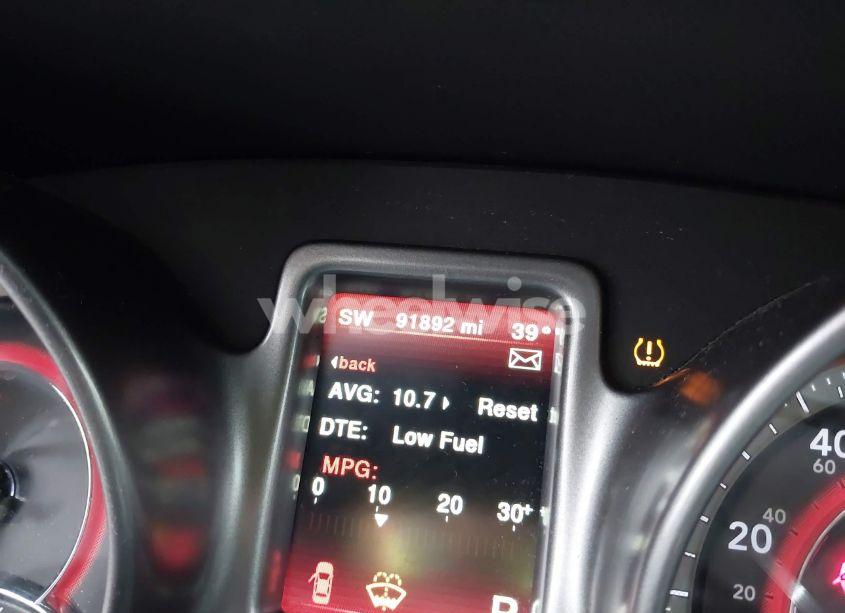 wheelwise
SW 91892 mi 39°
back
AVG: 10.7 Reset
DTE: Low Fuel
MPG:
0 10 20 30+
40
60
40
20
20